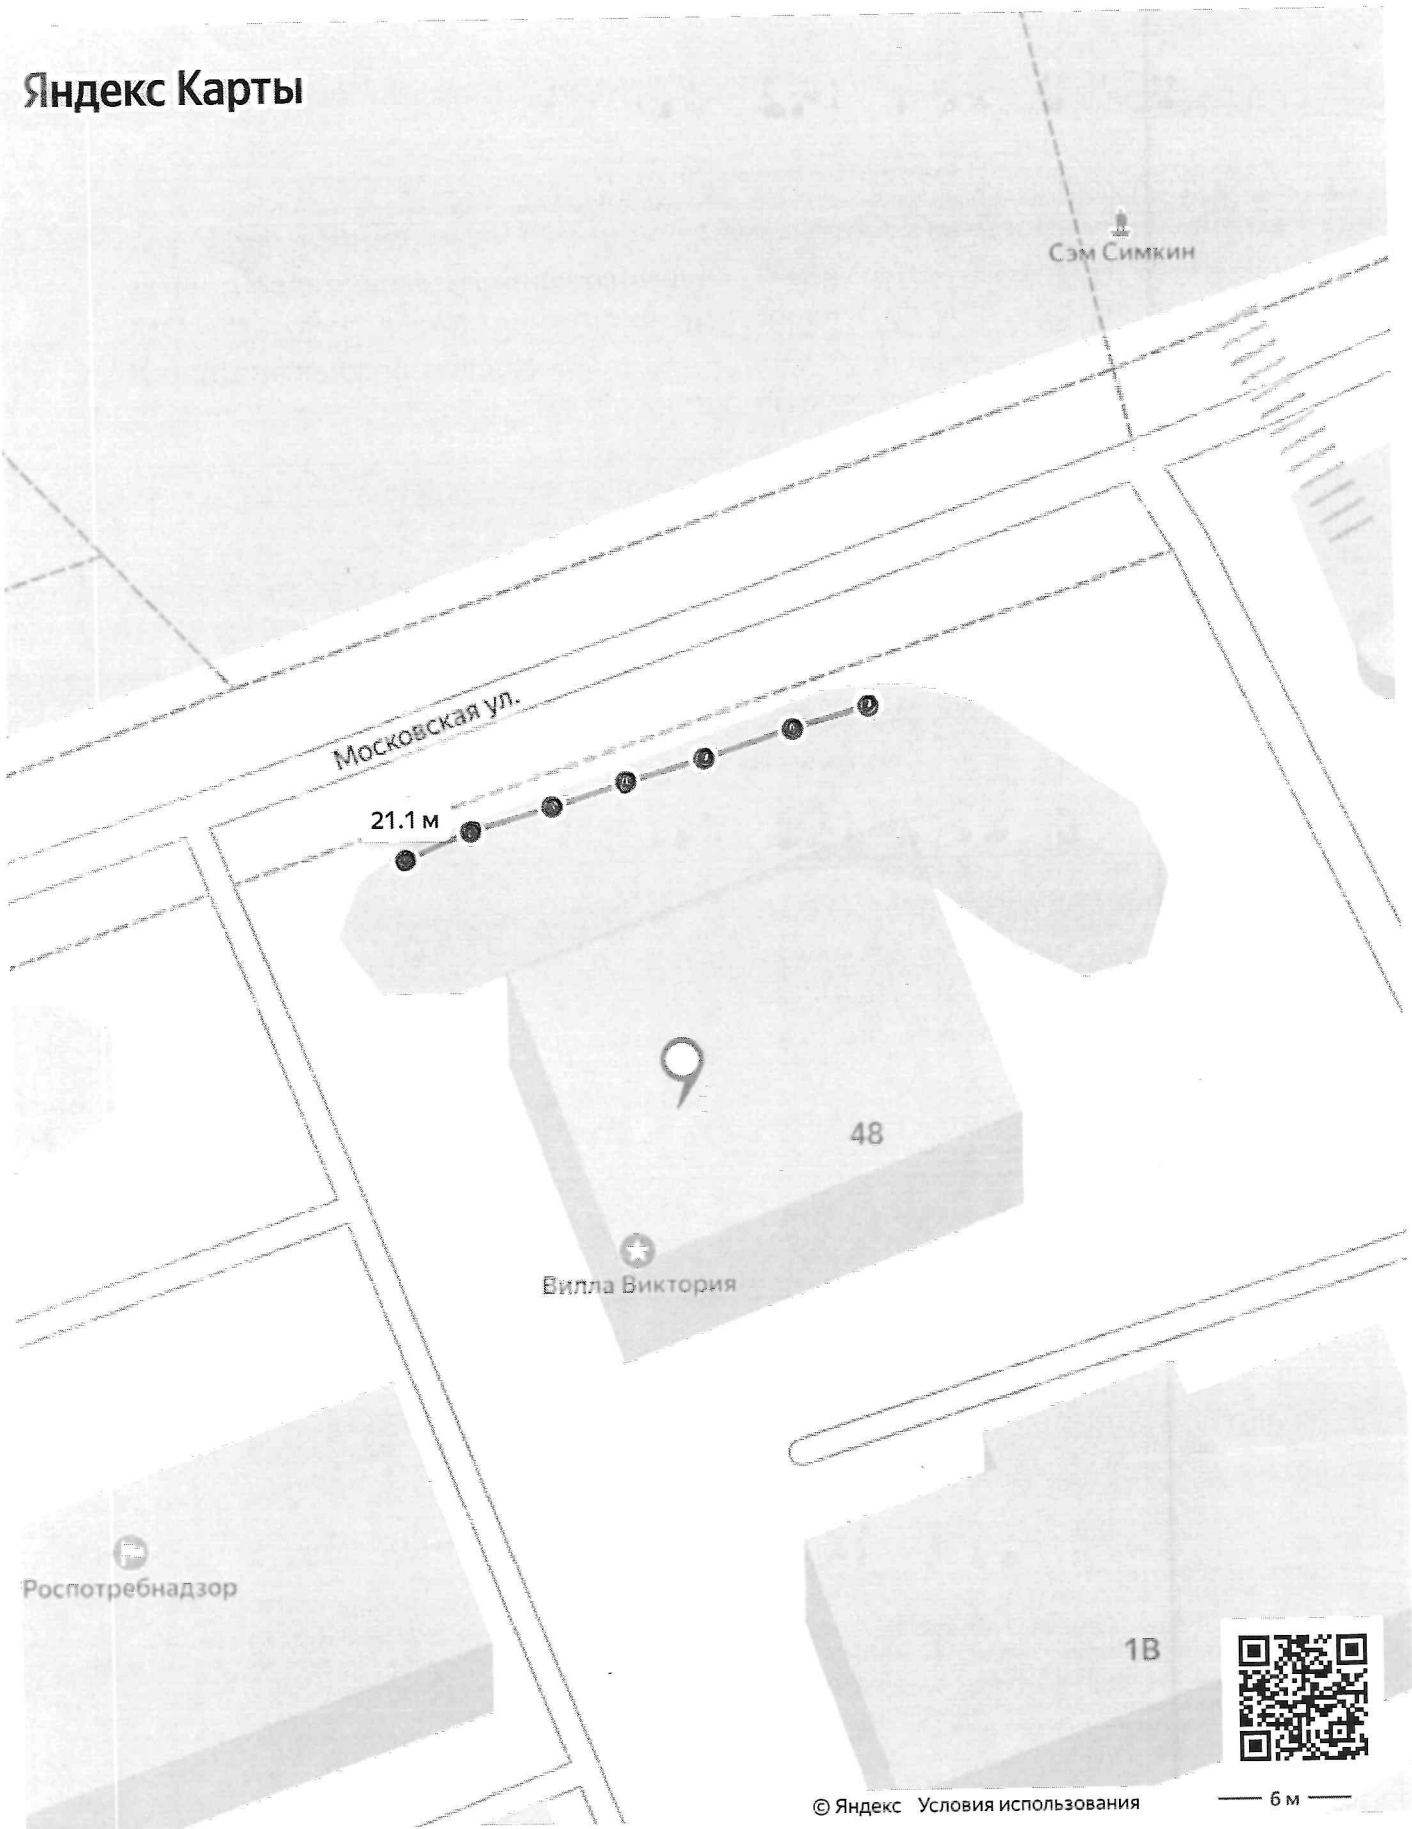 Яндекс Карты
Сэм Симкин
Московская ул.
21.1 м
48
Вилла Виктория
Роспотребнадзор
1В
© Яндекс Условия использования
6 м